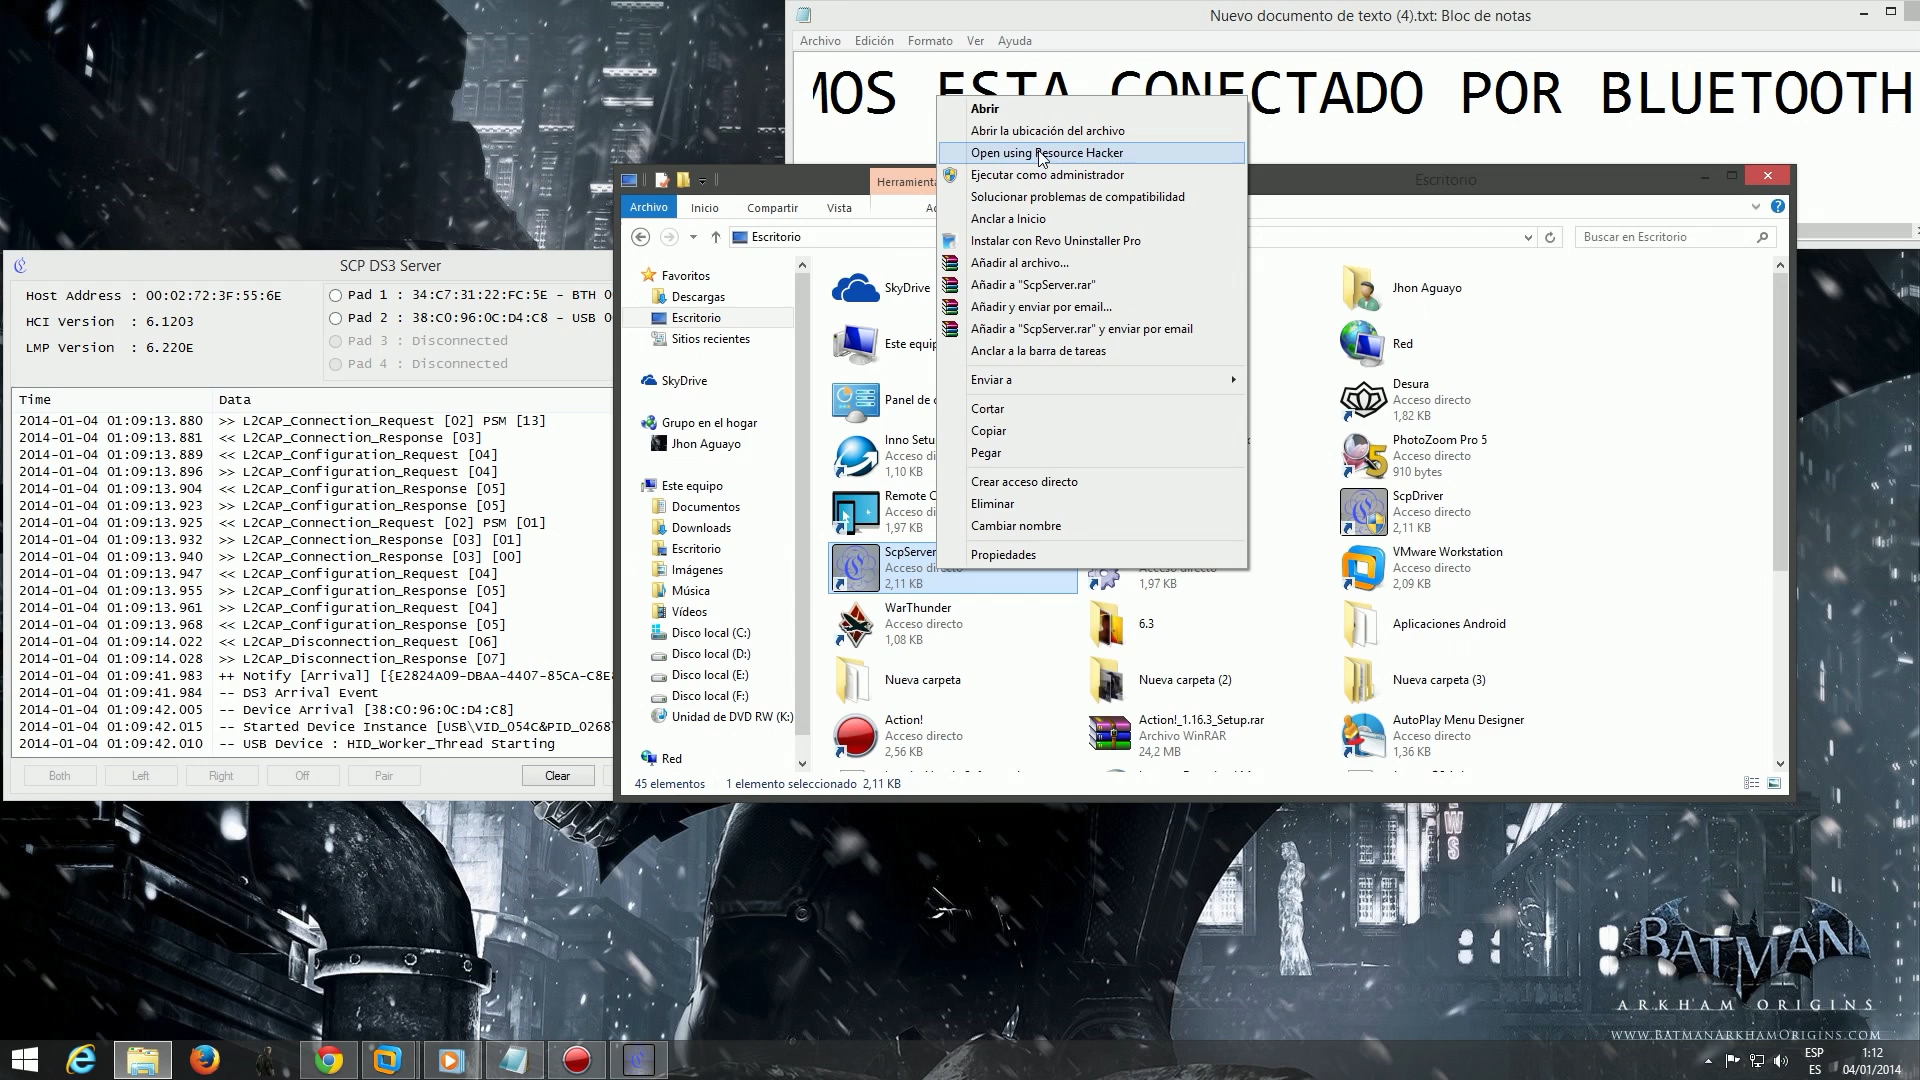 Nuevo documento de texto (4).txt: Bloc de notas
Archivo Edición Formato Ver Ayuda
MOS ESTA CONECTADO POR BLUETOOTH
Abrir
Abrir la ubicación del archivo
Open using Resource Hacker
Ejecutar como administrador
Solucionar problemas de compatibilidad
Anclar a Inicio
Instalar con Revo Uninstaller Pro
Añadir al archivo...
Añadir a "ScpServer.rar"
Añadir y enviar por email...
Añadir a "ScpServer.rar" y enviar por email
Anclar a la barra de tareas
Enviar a
Cortar
Copiar
Pegar
Crear acceso directo
Eliminar
Cambiar nombre
Propiedades
Escritorio
Archivo Inicio Compartir Vista
Escritorio
Buscar en Escritorio
Favoritos
Descargas
Escritorio
Sitios recientes
SkyDrive
Grupo en el hogar
Jhon Aguayo
Este equipo
Documentos
Downloads
Escritorio
Imágenes
Música
Vídeos
Disco local (C:)
Disco local (D:)
Disco local (E:)
Disco local (F:)
Unidad de DVD RW (K:)
Red
SkyDrive
Jhon Aguayo
Red
Desura
Acceso directo
1,82 KB
1,10 KB
PhotoZoom Pro 5
Acceso directo
910 bytes
1,97 KB
ScpDriver
Acceso directo
2,11 KB
ScpServer
2,11 KB
Acceso directo
1,97 KB
VMware Workstation
Acceso directo
2,09 KB
WarThunder
Acceso directo
1,08 KB
6.3
Aplicaciones Android
Nueva carpeta
Nueva carpeta (2)
Nueva carpeta (3)
Action!
Acceso directo
2,56 KB
Action!_1.16.3_Setup.rar
Archivo WinRAR
24,2 MB
AutoPlay Menu Designer
Acceso directo
1,36 KB
45 elementos 1 elemento seleccionado 2,11 KB
SCP DS3 Server
Host Address : 00:02:72:3F:55:6E
HCI Version : 6.1203
LMP Version : 6.220E
Pad 1 : 34:C7:31:22:FC:5E - BTH
Pad 2 : 38:C0:96:0C:D4:C8 - USB
Pad 3 : Disconnected
Pad 4 : Disconnected
Time Data
2014-01-04 01:09:13.880 >> L2CAP_Connection_Request [02] PSM [13]
2014-01-04 01:09:13.881 << L2CAP_Connection_Response [03]
2014-01-04 01:09:13.889 << L2CAP_Configuration_Request [04]
2014-01-04 01:09:13.896 >> L2CAP_Configuration_Request [04]
2014-01-04 01:09:13.904 << L2CAP_Configuration_Response [05]
2014-01-04 01:09:13.923 >> L2CAP_Configuration_Response [05]
2014-01-04 01:09:13.925 << L2CAP_Connection_Request [02] PSM [01]
2014-01-04 01:09:13.932 >> L2CAP_Connection_Response [03] [01]
2014-01-04 01:09:13.940 >> L2CAP_Connection_Response [03] [00]
2014-01-04 01:09:13.947 << L2CAP_Configuration_Request [04]
2014-01-04 01:09:13.955 >> L2CAP_Configuration_Response [05]
2014-01-04 01:09:13.961 >> L2CAP_Configuration_Request [04]
2014-01-04 01:09:13.968 << L2CAP_Configuration_Response [05]
2014-01-04 01:09:14.022 << L2CAP_Disconnection_Request [06]
2014-01-04 01:09:14.028 >> L2CAP_Disconnection_Response [07]
2014-01-04 01:09:41.983 ++ Notify [Arrival] [{E2824A09-DBAA-4407-85CA-C8E
2014-01-04 01:09:41.984 -- DS3 Arrival Event
2014-01-04 01:09:42.005 -- Device Arrival [38:C0:96:0C:D4:C8]
2014-01-04 01:09:42.015 -- Started Device Instance [USB\VID_054C&PID_0268
2014-01-04 01:09:42.010 -- USB Device : HID_Worker_Thread Starting
Both Left Right Off Pair Clear
BATMAN
ARKHAM ORIGINS
WWW.BATMANARKHAMORIGINS.COM
ESP
ES
1:12
04/01/2014